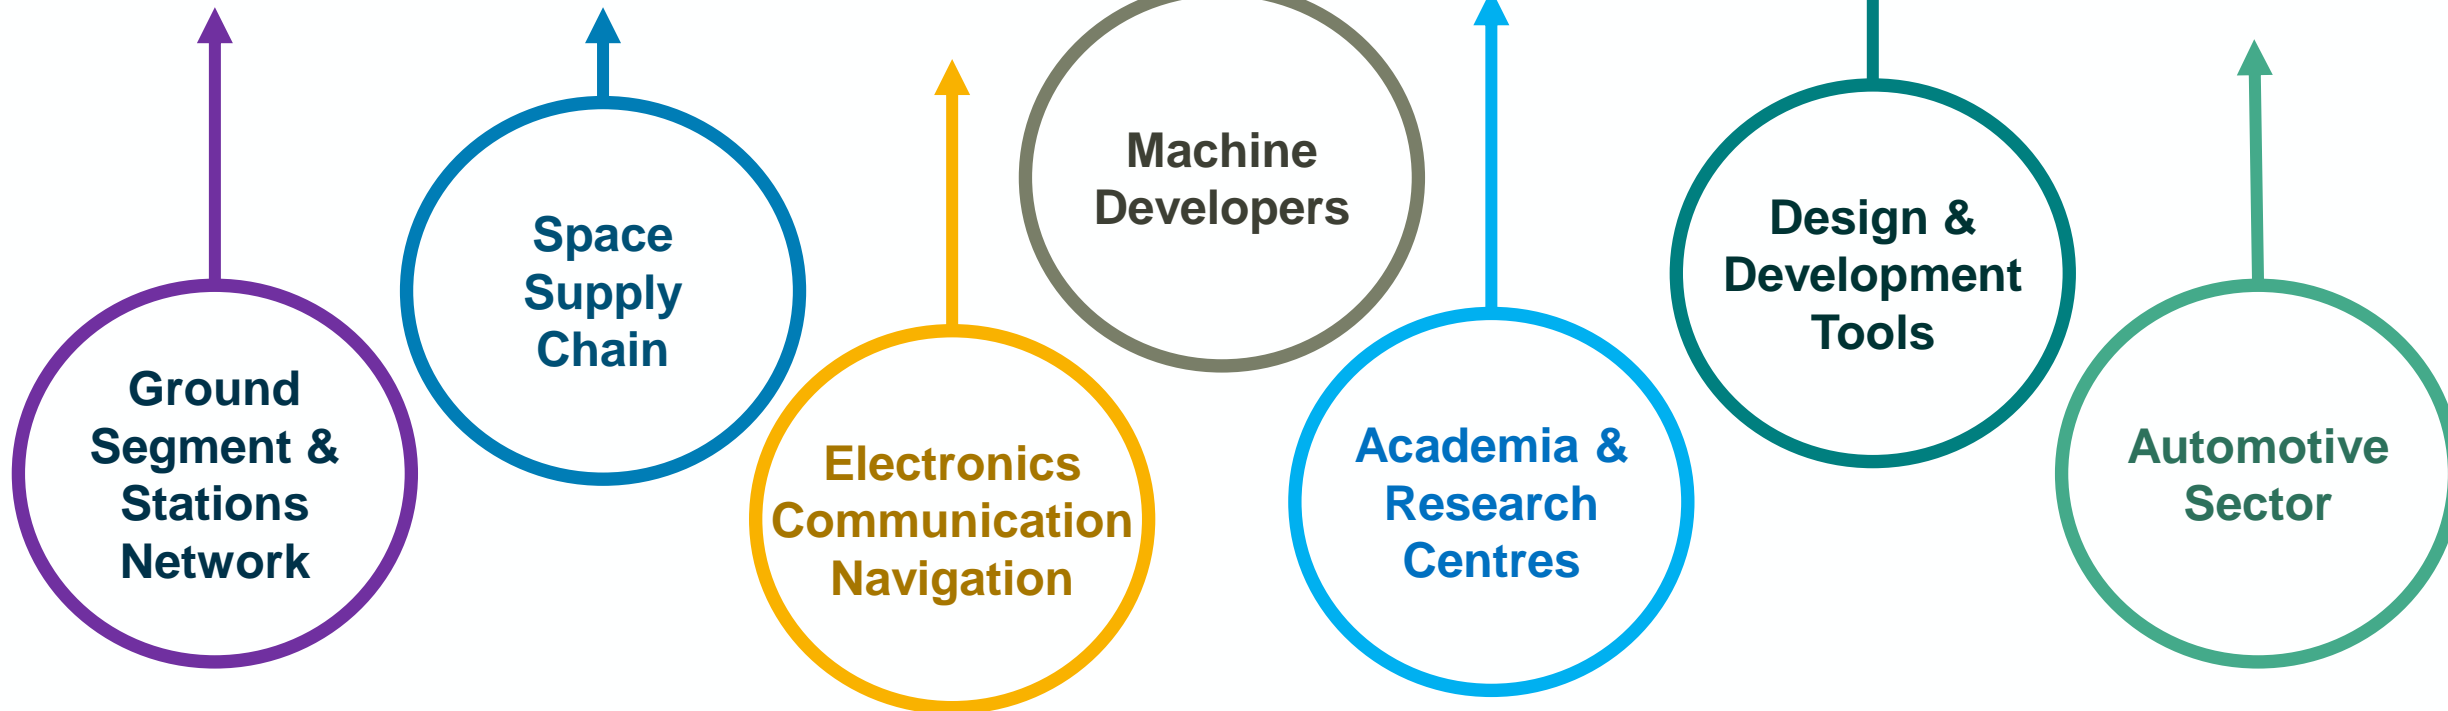 Ground
Segment &
Stations
Network
Space
Supply
Chain
Electronics
Communication
Navigation
Machine
Developers
Academia &
Research
Centres
Design &
Development
Tools
Automotive
Sector